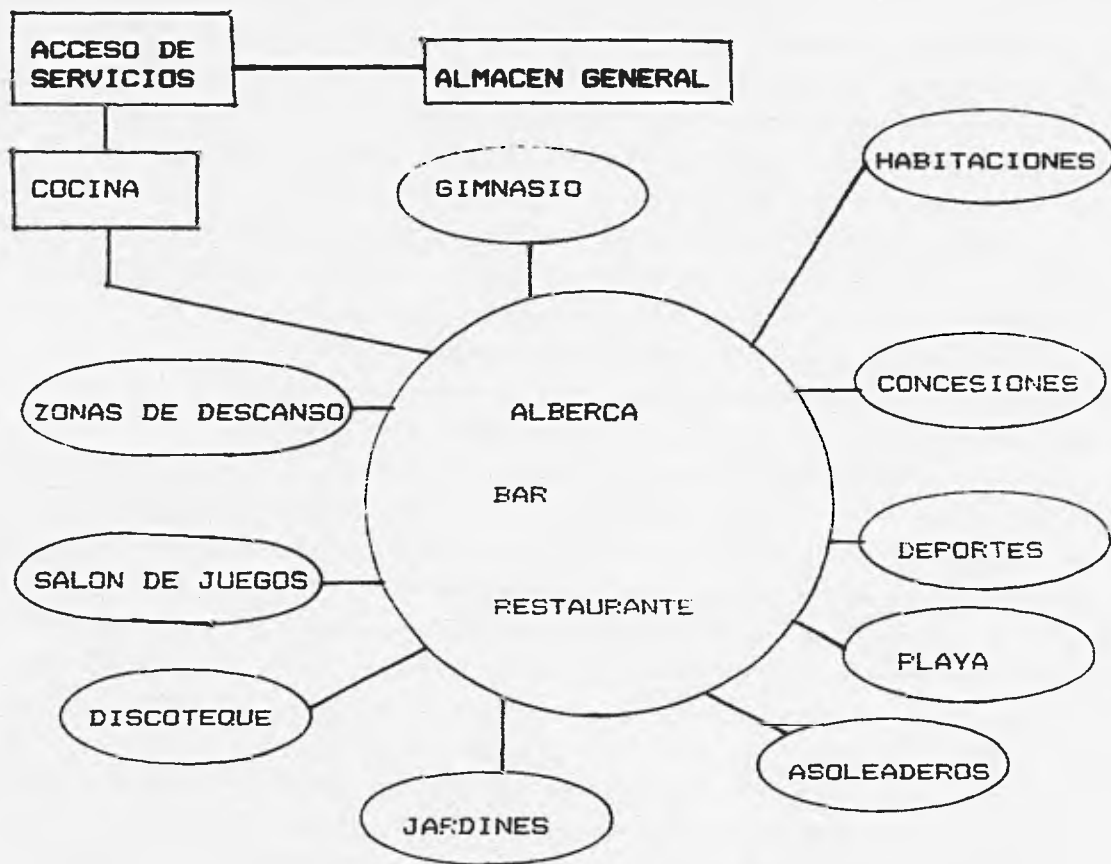 ACCESO DE
SERVICIOS
ALMACEN GENERAL
COCINA
GIMNASIO
HABITACIONES
ZONAS DE DESCANSO
ALBERCA
CONCESIONES
BAR
DEPORTES
SALON DE JUEGOS
RESTAURANTE
PLAYA
DISCOTEQUE
ASOLEADEROS
JARDINES